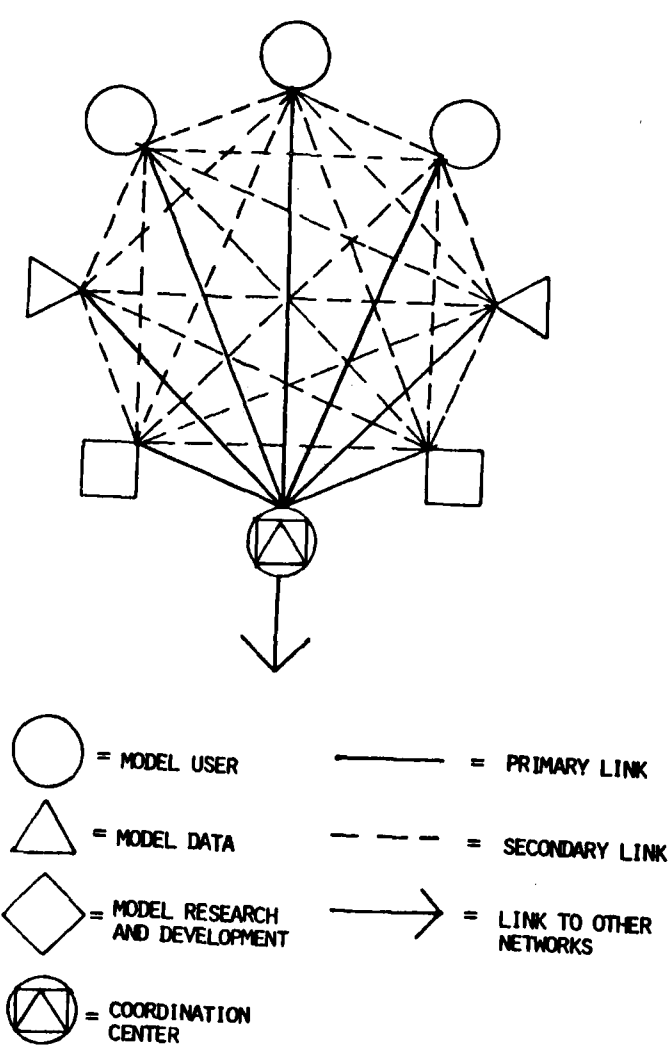 = MODEL USER
= PRIMARY LINK
= MODEL DATA
= SECONDARY LINK
= MODEL RESEARCH
AND DEVELOPMENT
= LINK TO OTHER
NETWORKS
= COORDINATION
CENTER